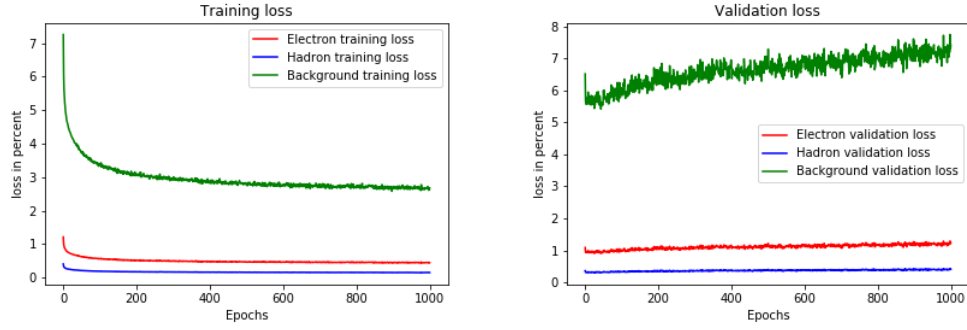 Training loss
7
6
5
4
3
2
1
0
loss in percent
Electron training loss
Hadron training loss
Background training loss
0 200 400 600 800 1000
Epochs
Validation loss
8
7
6
5
4
3
2
1
0
loss in percent
Electron validation loss
Hadron validation loss
Background validation loss
0 200 400 600 800 1000
Epochs